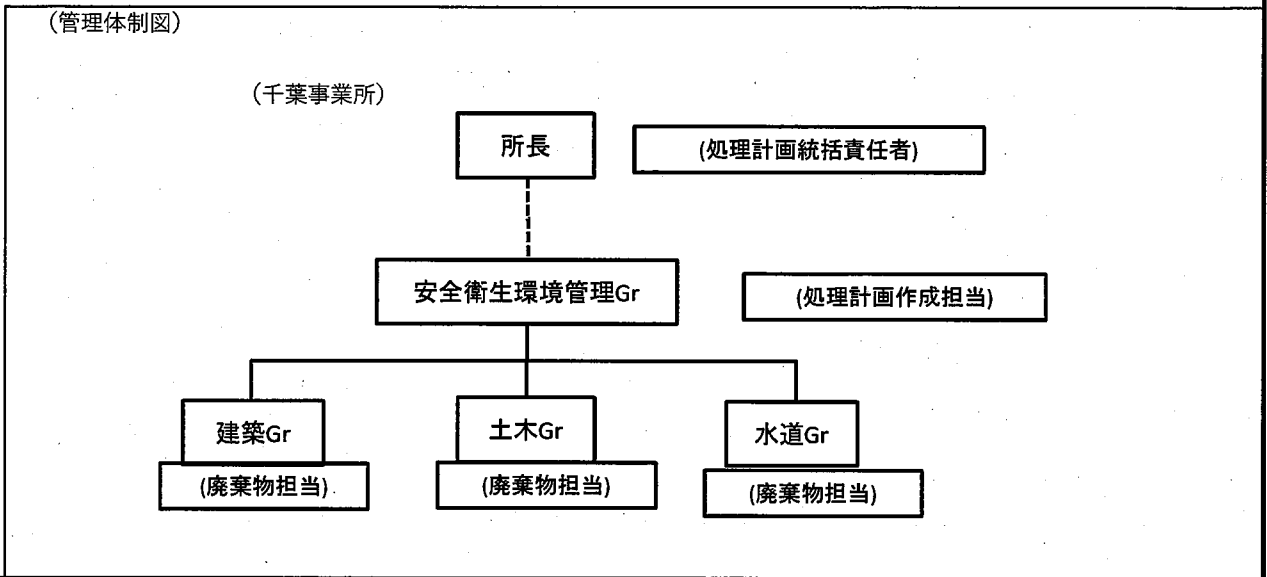 （管理体制図）
（千葉事業所）
所長
(処理計画統括責任者)
安全衛生環境管理Gr
(処理計画作成担当)
建築Gr
土木Gr
水道Gr
(廃棄物担当)
(廃棄物担当)
(廃棄物担当)